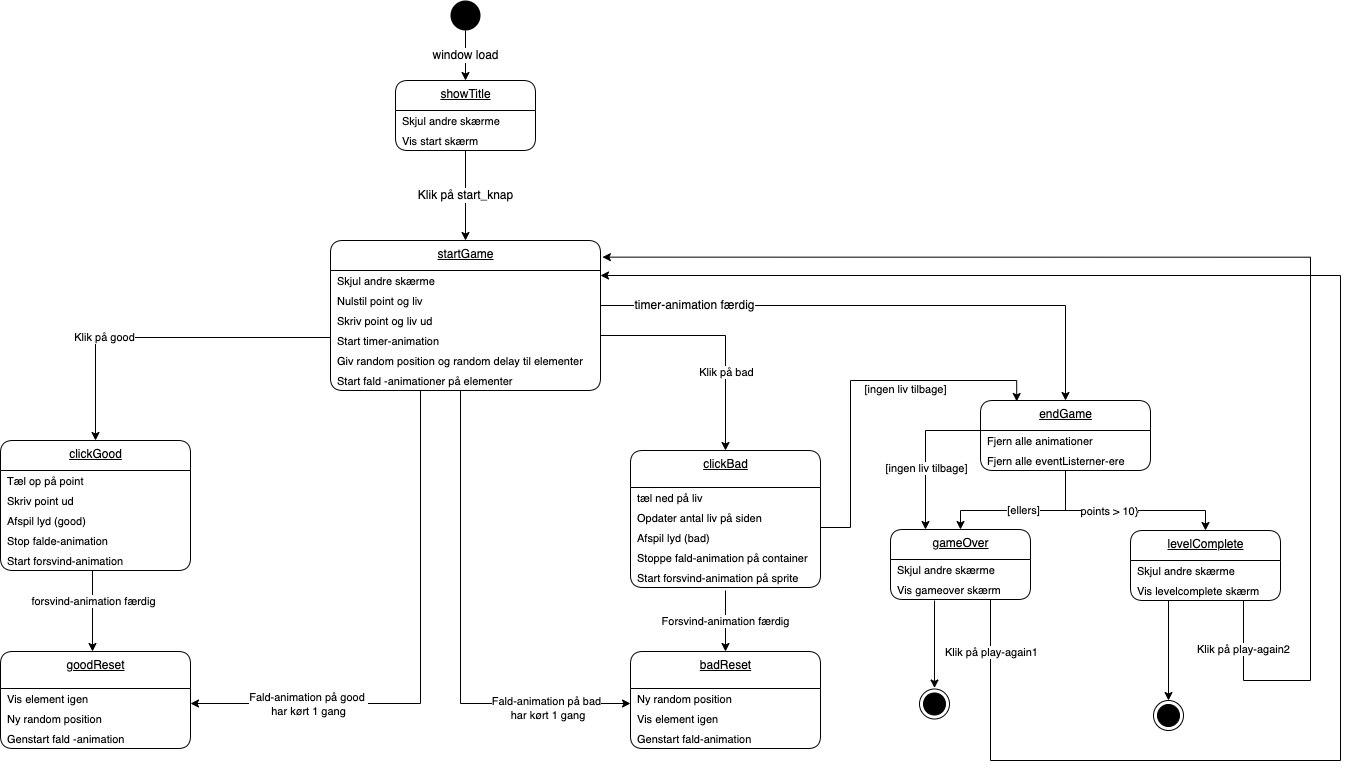 window load
showTitle
Skjul andre skærme
Vis start skærm
Klik på start_knap
startGame
Skjul andre skærme
Nulstil point og liv
Skriv point og liv ud
Start timer-animation
Giv random position og random delay til elementer
Start fald -animationer på elementer
timer-animation færdig
Klik på good
Klik på bad
[ingen liv tilbage]
endGame
Fjern alle animationer
Fjern alle eventListerner-ere
clickGood
Tæl op på point
Skriv point ud
Afspil lyd (good)
Stop falde-animation
Start forsvind-animation
clickBad
tæl ned på liv
Opdater antal liv på siden
Afspil lyd (bad)
Stoppe fald-animation på container
Start forsvind-animation på sprite
[ingen liv tilbage]
[ellers]
points > 10}
gameOver
Skjul andre skærme
Vis gameover skærm
levelComplete
Skjul andre skærme
Vis levelcomplete skærm
forsvind-animation færdig
Forsvind-animation færdig
Klik på play-again1
Klik på play-again2
goodReset
Vis element igen
Ny random position
Genstart fald -animation
Fald-animation på good
har kørt 1 gang
Fald-animation på bad
har kørt 1 gang
badReset
Ny random position
Vis element igen
Genstart fald-animation